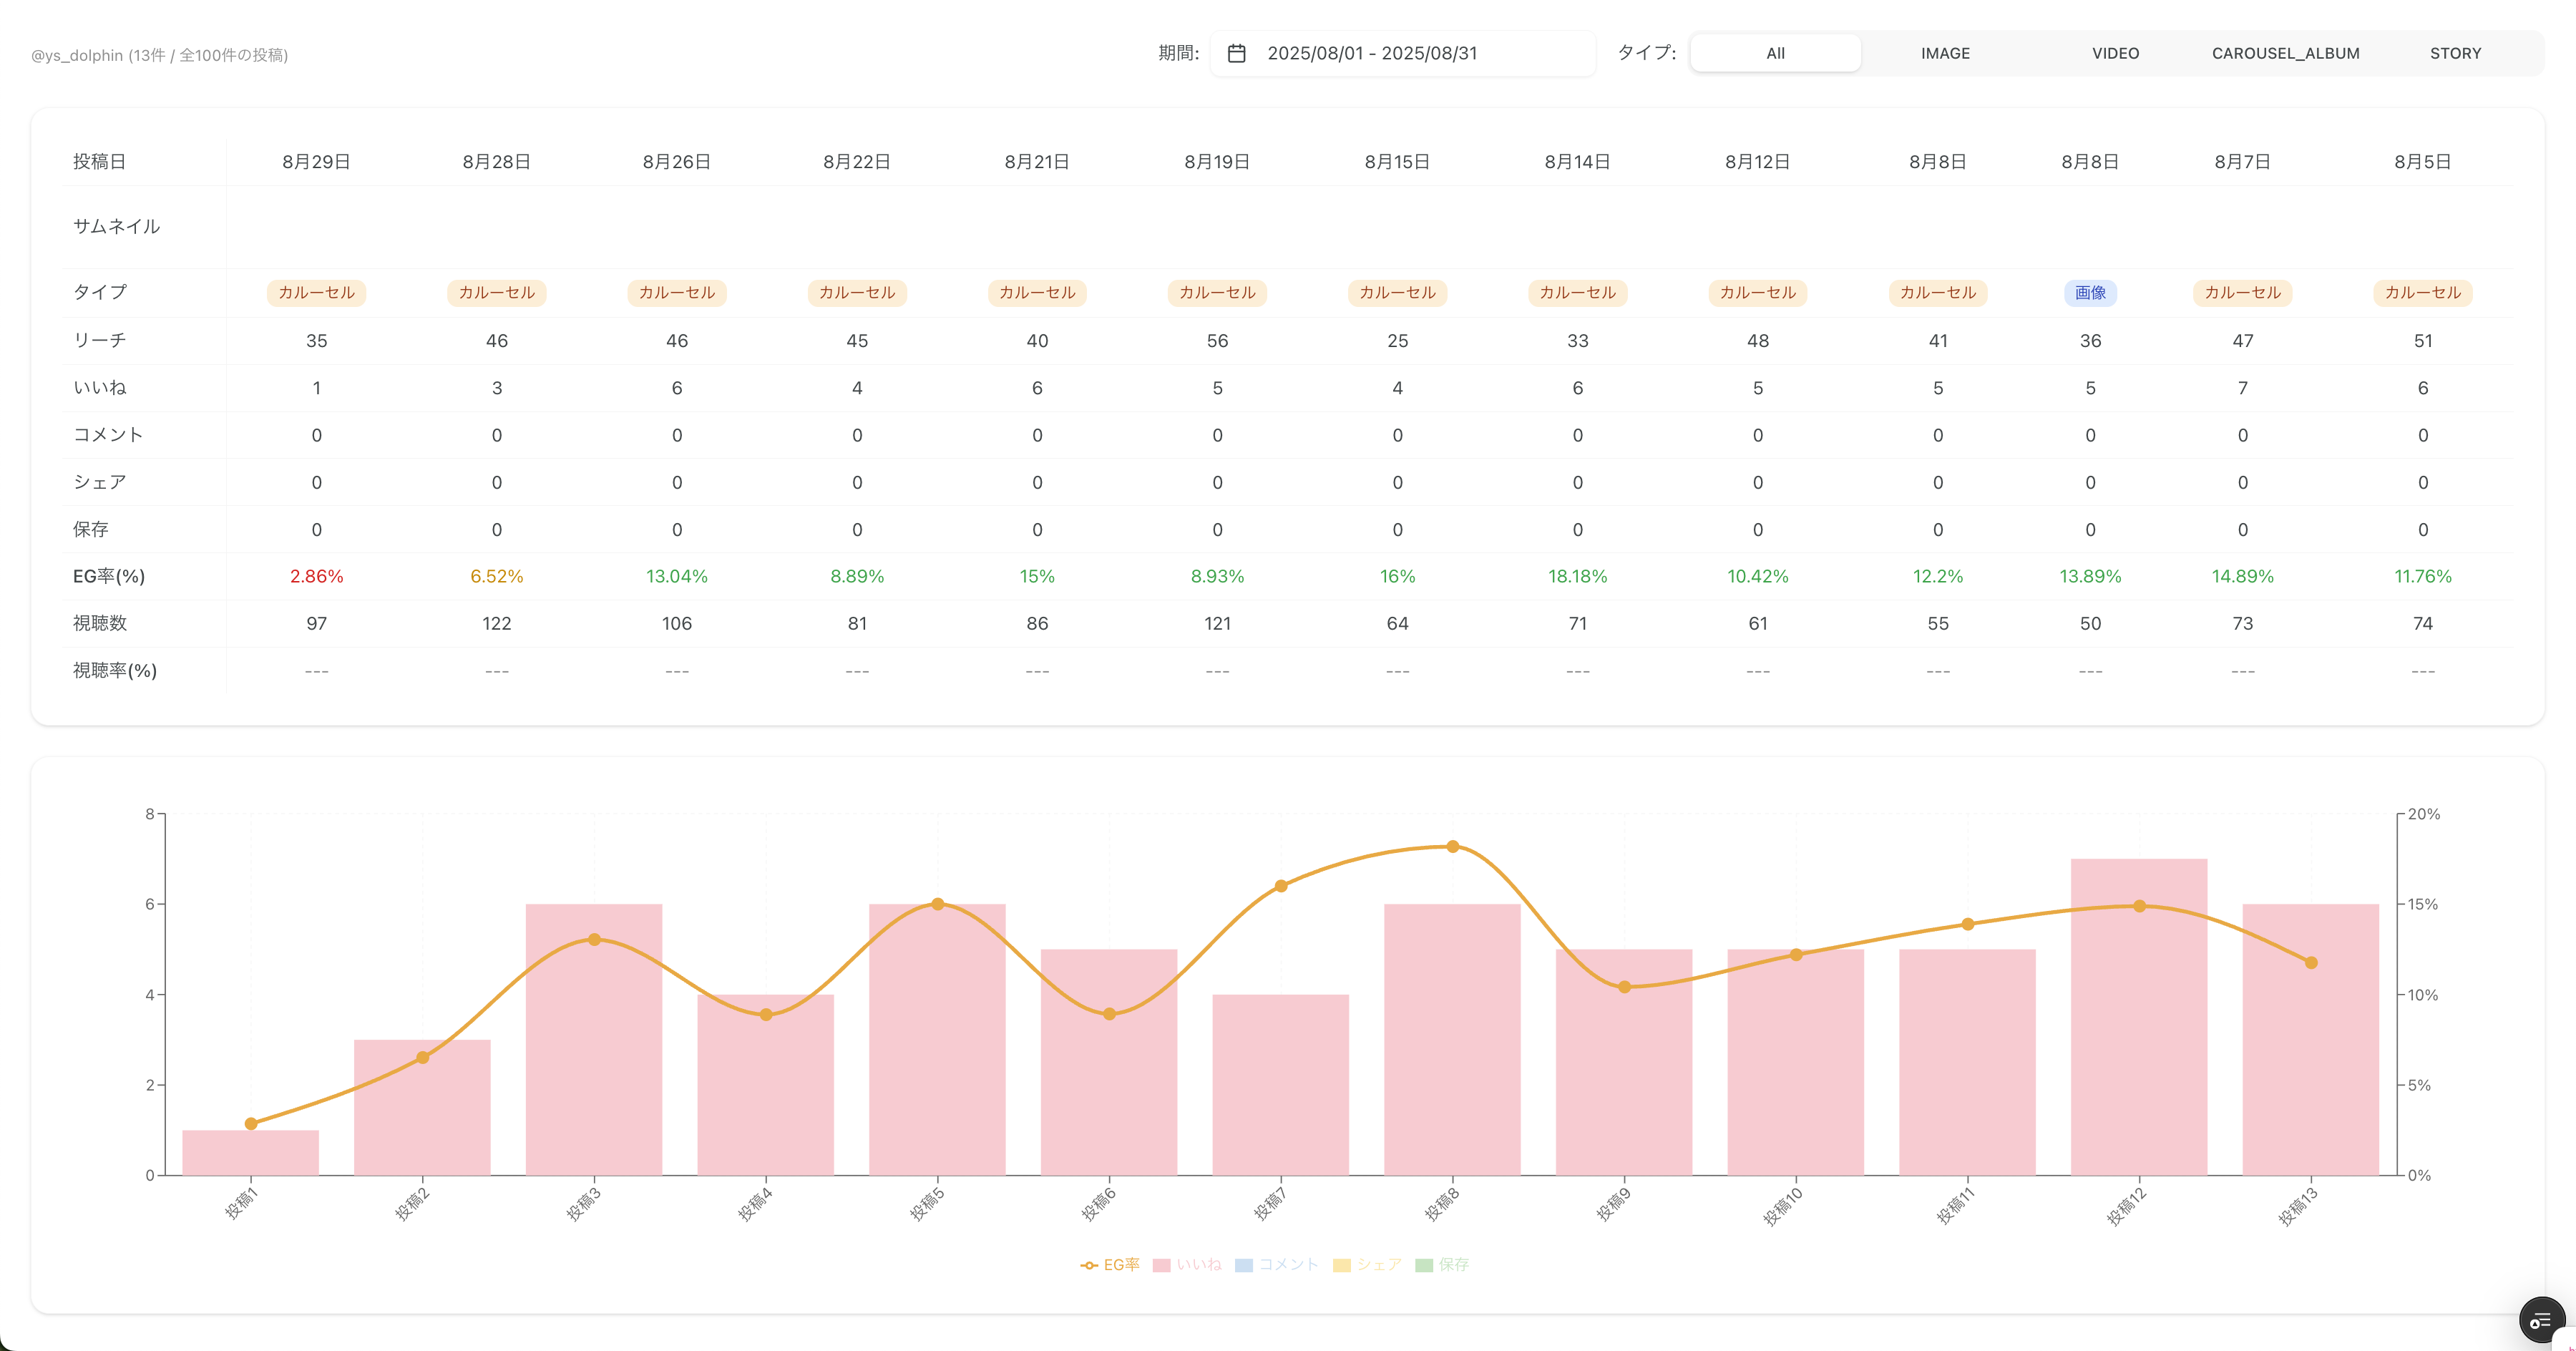 @ys_dolphin (13件 / 全100件の投稿) 期間: 2025/08/01 - 2025/08/31 タイプ: All IMAGE VIDEO CAROUSEL_ALBUM STORY
投稿日 8月29日 8月28日 8月26日 8月22日 8月21日 8月19日 8月15日 8月14日 8月12日 8月8日 8月8日 8月7日 8月5日
サムネイル
タイプ カルーセル カルーセル カルーセル カルーセル カルーセル カルーセル カルーセル カルーセル カルーセル カルーセル 画像 カルーセル カルーセル
リーチ 35 46 46 45 40 56 25 33 48 41 36 47 51
いいね 1 3 6 4 6 5 4 6 5 5 5 7 6
コメント 0 0 0 0 0 0 0 0 0 0 0 0 0
シェア 0 0 0 0 0 0 0 0 0 0 0 0 0
保存 0 0 0 0 0 0 0 0 0 0 0 0 0
EG率(%) 2.86% 6.52% 13.04% 8.89% 15% 8.93% 16% 18.18% 10.42% 12.2% 13.89% 14.89% 11.76%
視聴数 97 122 106 81 86 121 64 71 61 55 50 73 74
視聴率(%) --- --- --- --- --- --- --- --- --- --- --- --- ---
8 20%
6 15%
4 10%
2 5%
0 0%
投稿1 投稿2 投稿3 投稿4 投稿5 投稿6 投稿7 投稿8 投稿9 投稿10 投稿11 投稿12 投稿13
EG率 いいね コメント シェア 保存